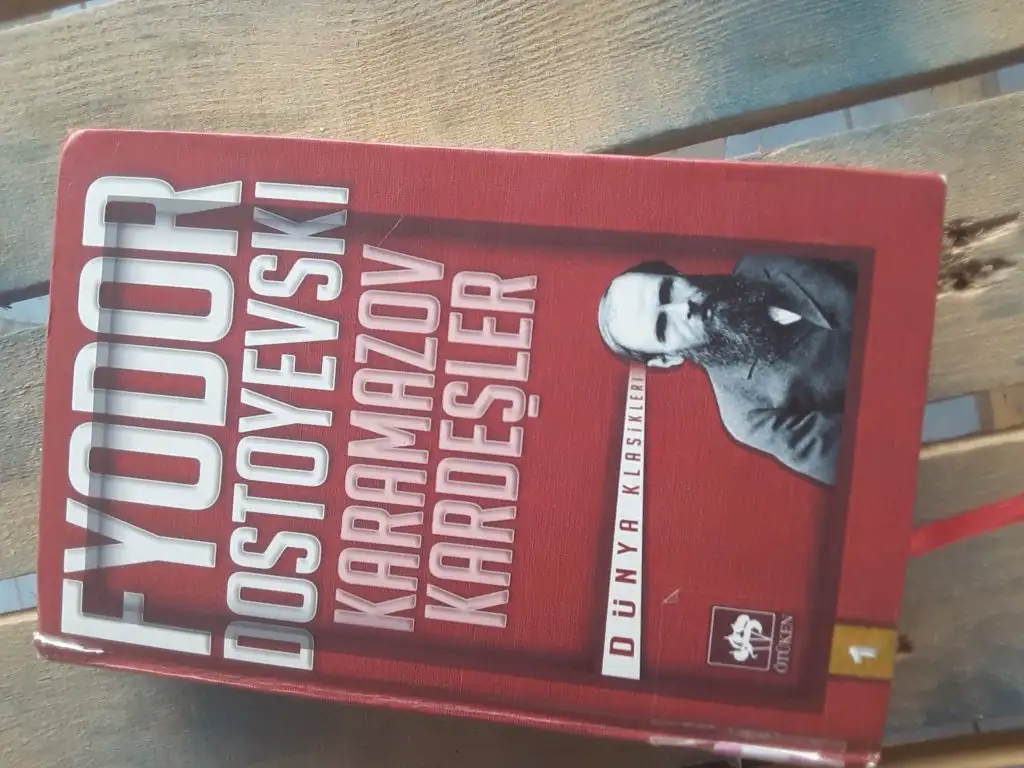 FYODOR
DOSTOYEVSKI
KARAMAZOV
KARDEŞLER
DÜNYA KLASİKLERİ
ÖTÜKEN
1